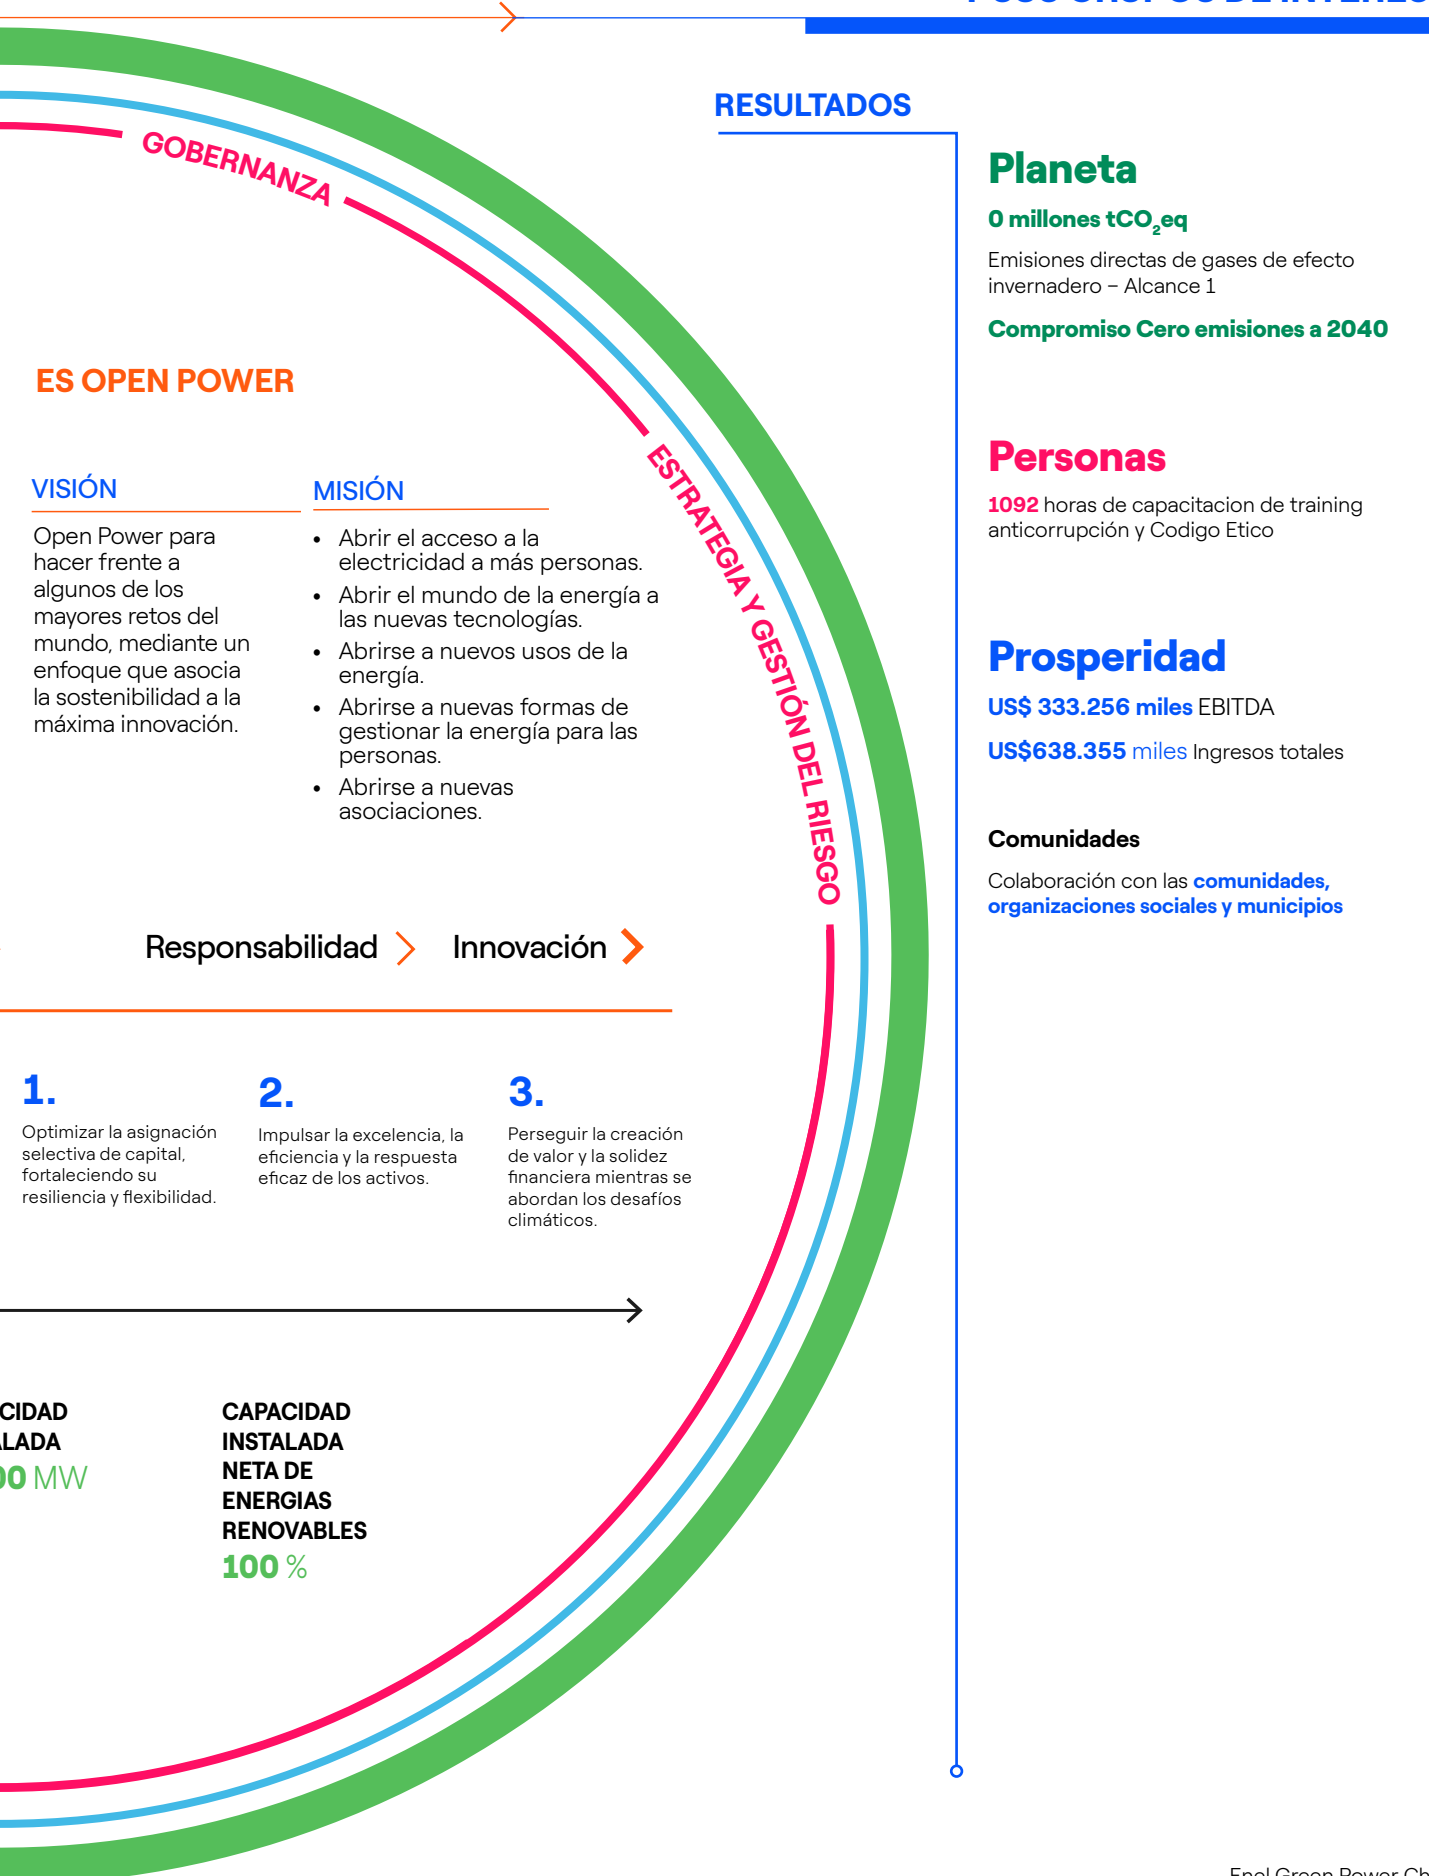 RESULTADOS
GOBERNANZA
ESTRATEGIA Y GESTIÓN DEL RIESGO
ES OPEN POWER
VISIÓN
Open Power para
hacer frente a
algunos de los
mayores retos del
mundo, mediante un
enfoque que asocia
la sostenibilidad a la
máxima innovación.
MISIÓN
• Abrir el acceso a la
electricidad a más personas.
• Abrir el mundo de la energía a
las nuevas tecnologías.
• Abrirse a nuevos usos de la
energía.
• Abrirse a nuevas formas de
gestionar la energía para las
personas.
• Abrirse a nuevas
asociaciones.
Responsabilidad
Innovación
1.
Optimizar la asignación
selectiva de capital,
fortaleciendo su
resiliencia y flexibilidad.
2.
Impulsar la excelencia, la
eficiencia y la respuesta
eficaz de los activos.
3.
Perseguir la creación
de valor y la solidez
financiera mientras se
abordan los desafíos
climáticos.
CIDAD
LADA
00 MW
CAPACIDAD
INSTALADA
NETA DE
ENERGIAS
RENOVABLES
100 %
Planeta
0 millones tCO₂eq
Emisiones directas de gases de efecto
invernadero – Alcance 1
Compromiso Cero emisiones a 2040
Personas
1092 horas de capacitacion de training
anticorrupción y Codigo Etico
Prosperidad
US$ 333.256 miles EBITDA
US$638.355 miles Ingresos totales
Comunidades
Colaboración con las comunidades,
organizaciones sociales y municipios
Enel Green Power Ch